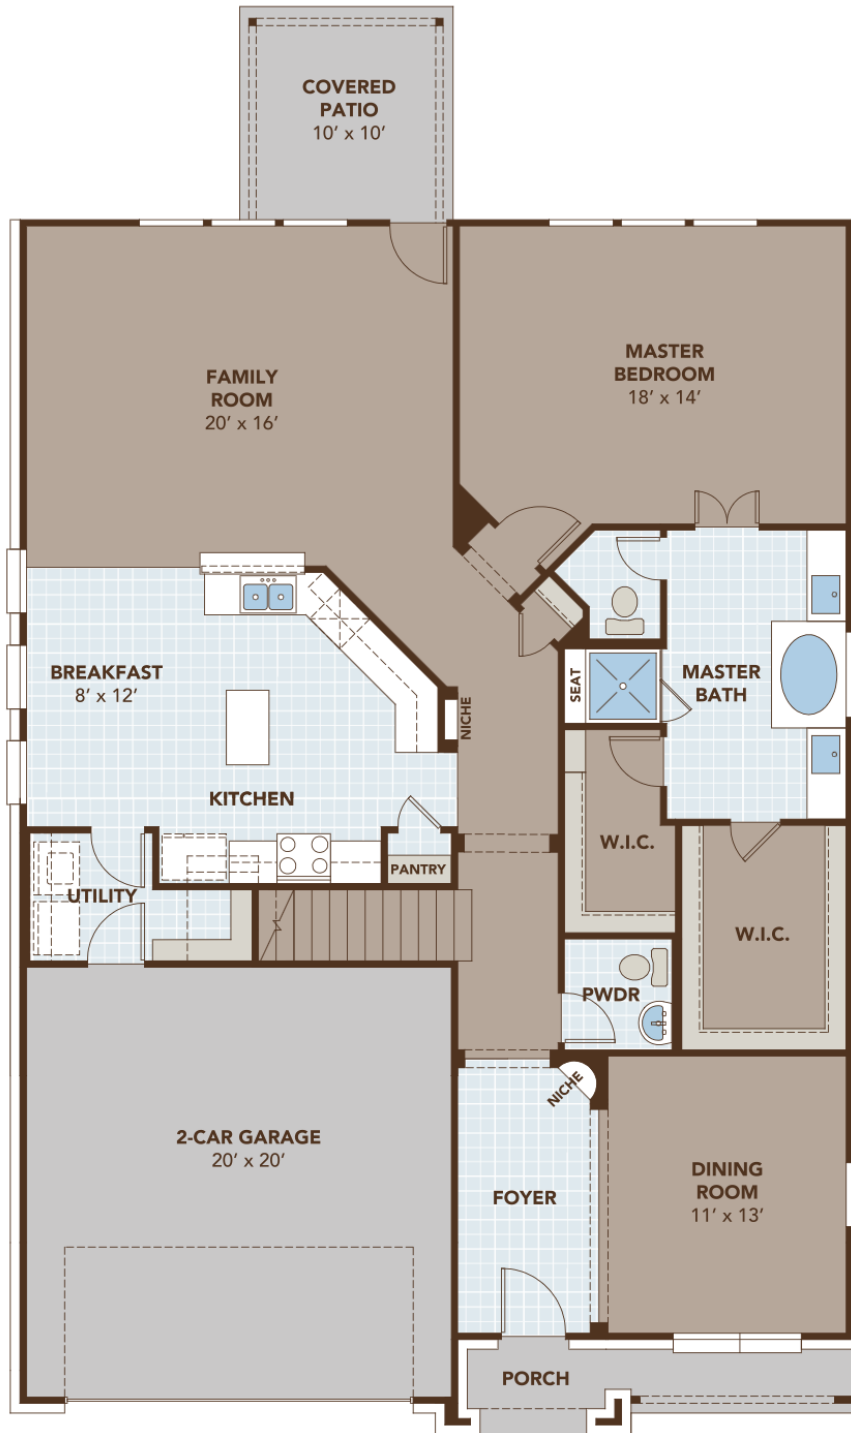 COVERED
PATIO
10’ x 10’
FAMILY
ROOM
20’ x 16’
MASTER
BEDROOM
18’ x 14’
BREAKFAST
8’ x 12’
NICHE
SEAT
MASTER
BATH
KITCHEN
W.I.C.
PANTRY
UTILITY
W.I.C.
PWDR
NICHE
2-CAR GARAGE
20’ x 20’
FOYER
DINING
ROOM
11’ x 13’
PORCH